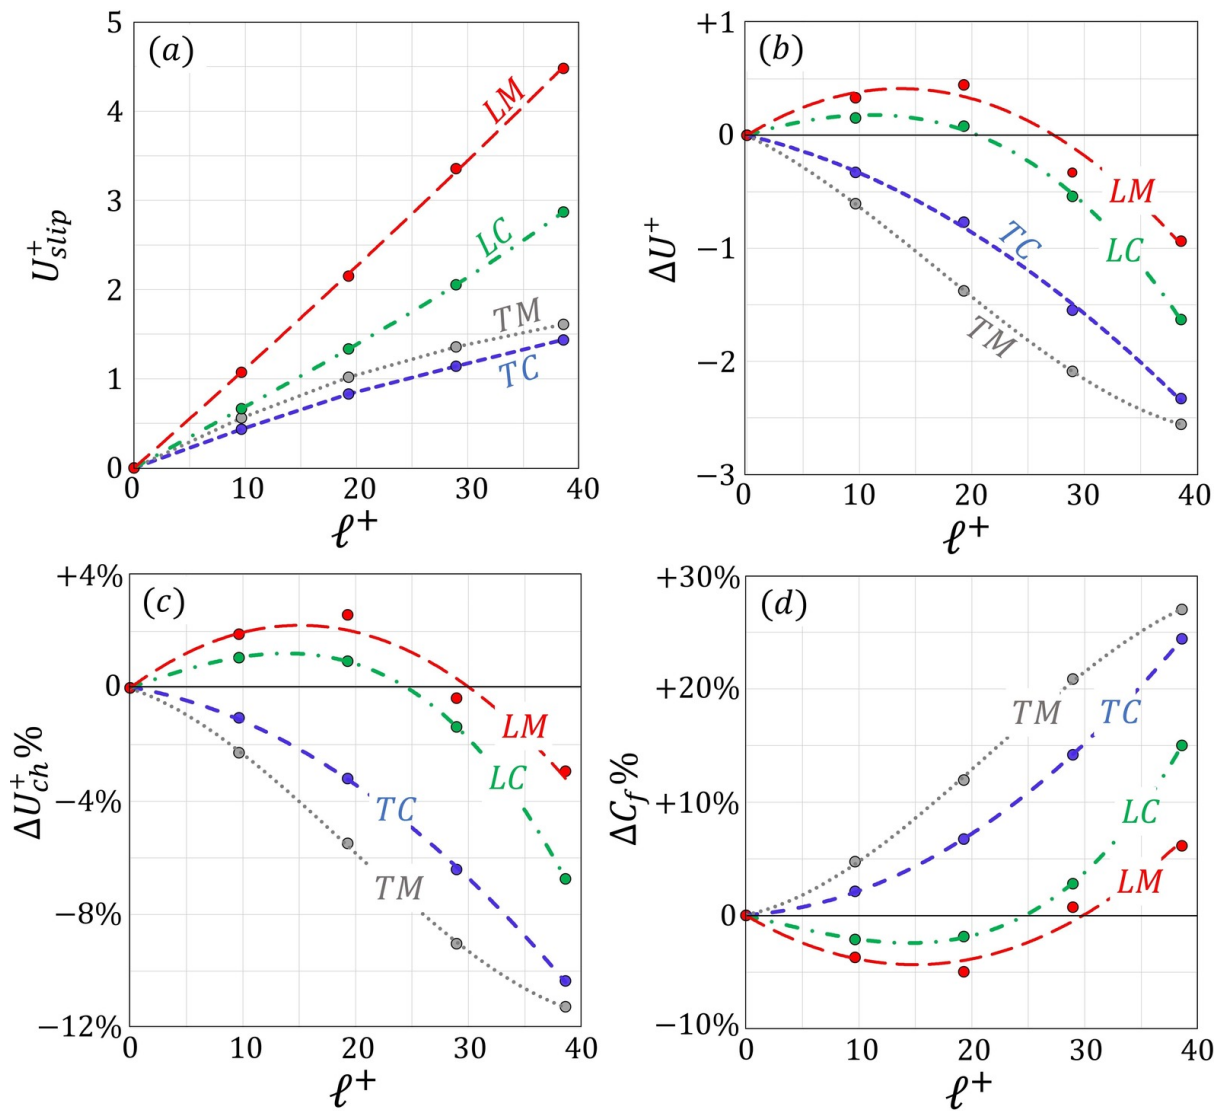 (a)
5
4
3
2
1
0
U⁺slip
LM
LC
TM
TC
0 10 20 30 40
ℓ⁺
(b)
+1
0
−1
−2
−3
ΔU⁺
LM
LC
TC
TM
0 10 20 30 40
ℓ⁺
(c)
+4%
0
−4%
−8%
−12%
ΔU⁺ch%
LM
LC
TC
TM
0 10 20 30 40
ℓ⁺
(d)
+30%
+20%
+10%
0
−10%
ΔCf%
TM
TC
LC
LM
0 10 20 30 40
ℓ⁺